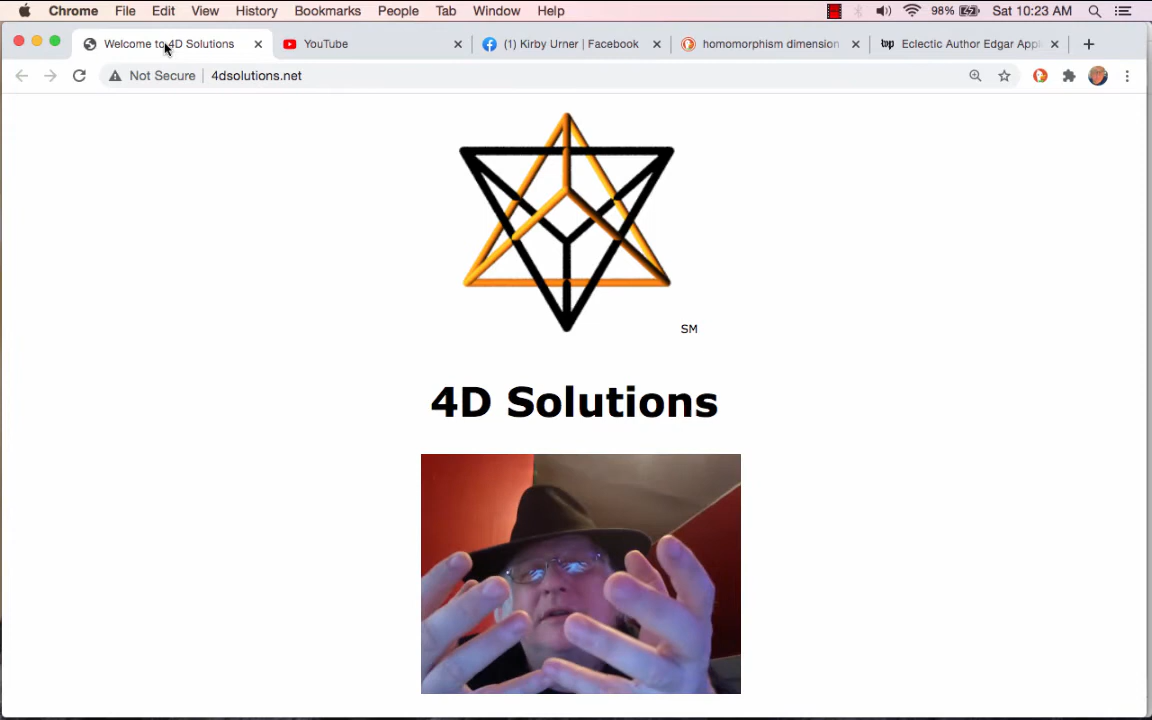 Chrome File Edit View History Bookmarks People Tab Window Help 98% Sat 10:23 AM
Welcome to 4D Solutions YouTube (1) Kirby Urner | Facebook homomorphism dimension Eclectic Author Edgar Appl
Not Secure 4dsolutions.net
SM
4D Solutions